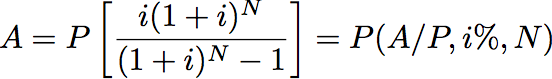 A = P [ i(1 + i)^N / (1 + i)^N − 1 ] = P(A/P, i%, N)